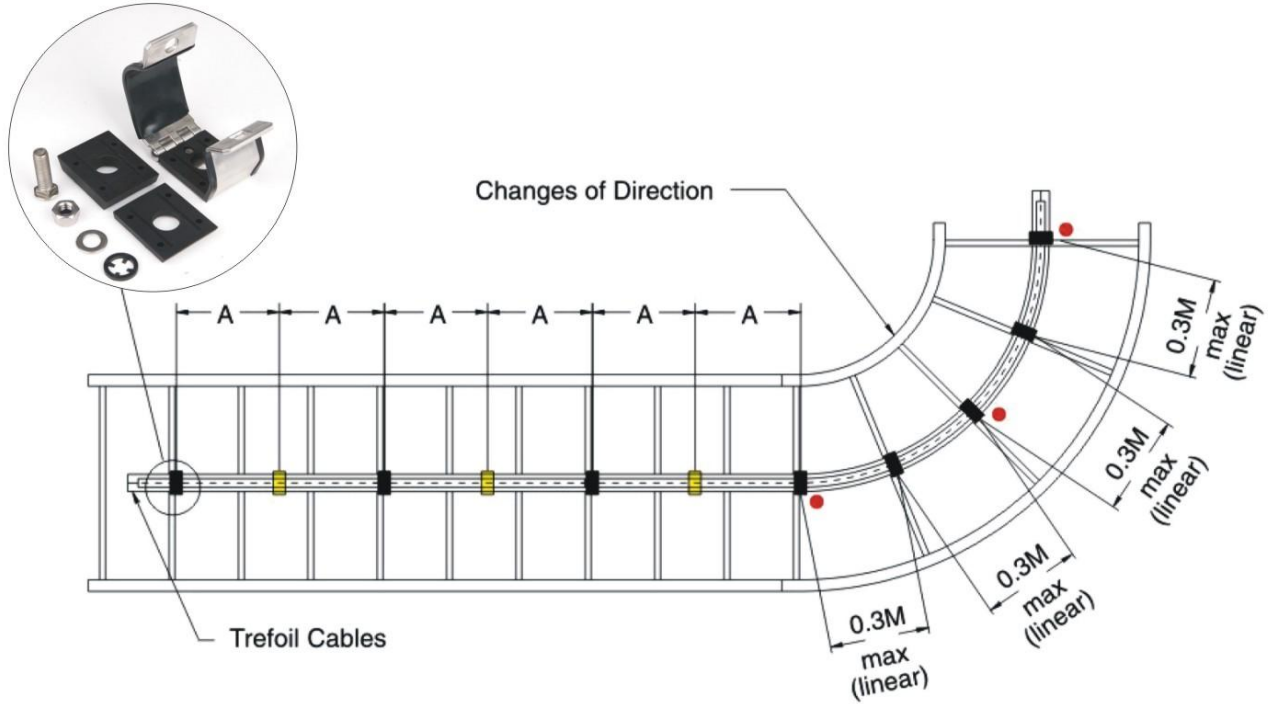 Changes of Direction
A
A
A
A
A
A
0.3M
max
(linear)
0.3M
max
(linear)
0.3M
max
(linear)
0.3M
max
(linear)
Trefoil Cables